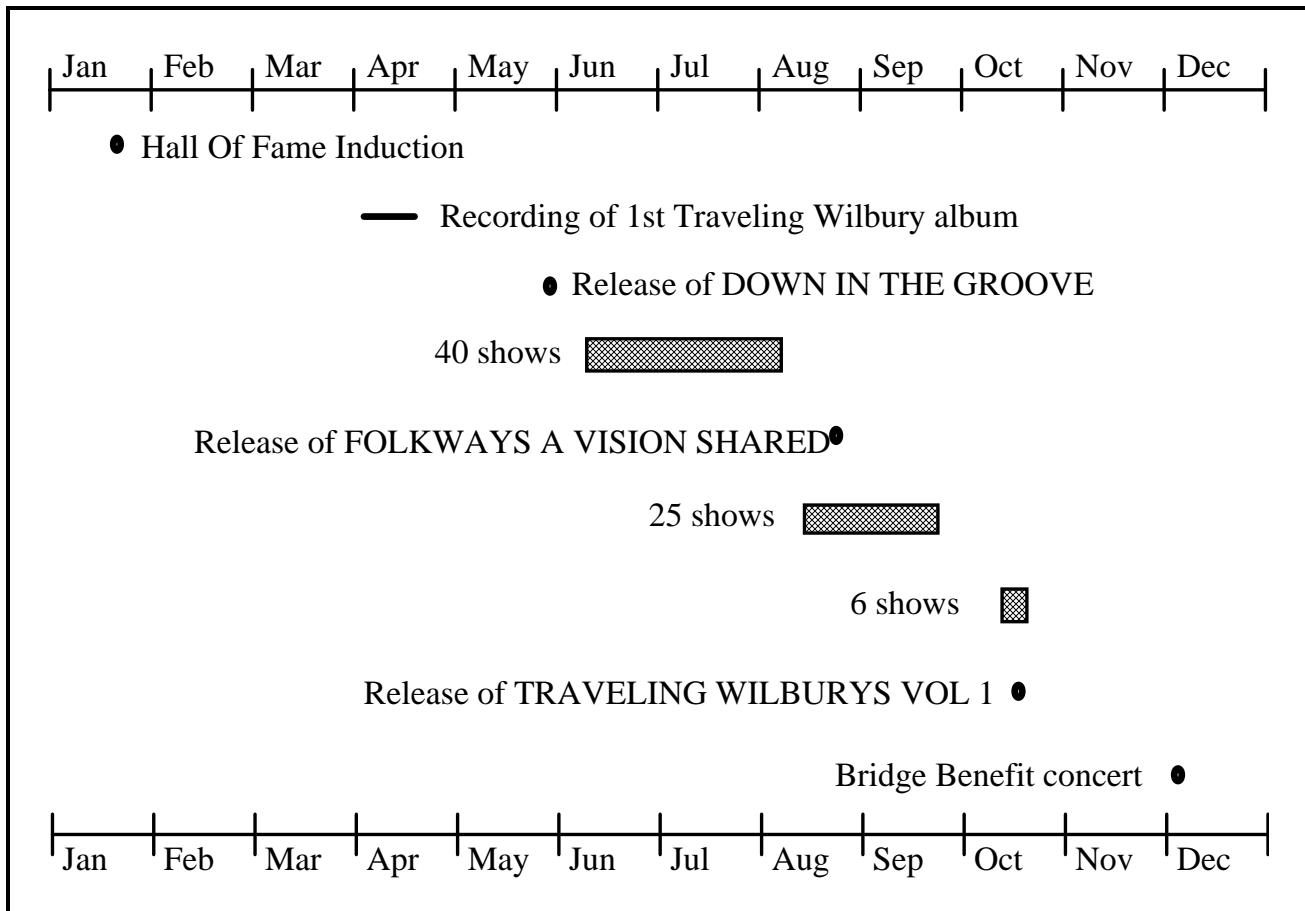 Jan Feb Mar Apr May Jun Jul Aug Sep Oct Nov Dec
Hall Of Fame Induction
Recording of 1st Traveling Wilbury album
Release of DOWN IN THE GROOVE
40 shows
Release of FOLKWAYS A VISION SHARED
25 shows
6 shows
Release of TRAVELING WILBURYS VOL 1
Bridge Benefit concert
Jan Feb Mar Apr May Jun Jul Aug Sep Oct Nov Dec